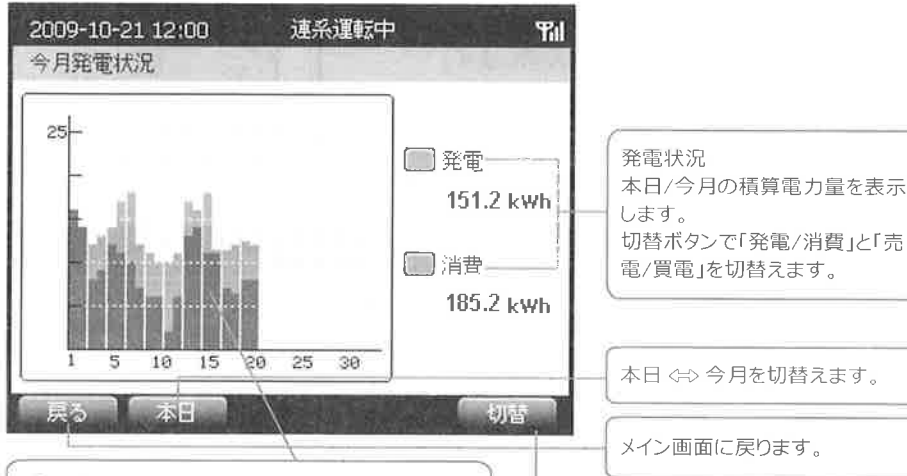 2009-10-21 12:00 連系運転中
今月発電状況
25
発電
151.2 kWh
消費
185.2 kWh
1 5 10 15 20 25 30
戻る 本日 切替
発電状況
本日/今月の積算電力量を表示
します。
切替ボタンで「発電/消費」と「売
電/買電」を切替えます。
本日 ⇔ 今月を切替えます。
メイン画面に戻ります。